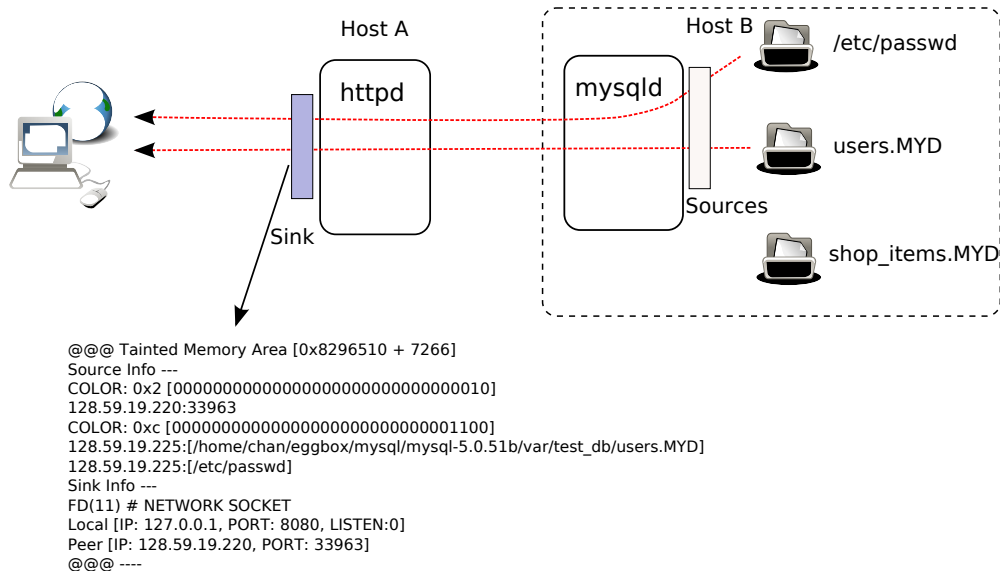 Host A
Host B
/etc/passwd
httpd
mysqld
users.MYD
Sources
Sink
shop_items.MYD
@@@ Tainted Memory Area [0x8296510 + 7266]
Source Info ---
COLOR: 0x2 [00000000000000000000000000000010]
128.59.19.220:33963
COLOR: 0xc [00000000000000000000000000001100]
128.59.19.225:[/home/chan/eggbox/mysql/mysql-5.0.51b/var/test_db/users.MYD]
128.59.19.225:[/etc/passwd]
Sink Info ---
FD(11) # NETWORK SOCKET
Local [IP: 127.0.0.1, PORT: 8080, LISTEN:0]
Peer [IP: 128.59.19.220, PORT: 33963]
@@@ ----